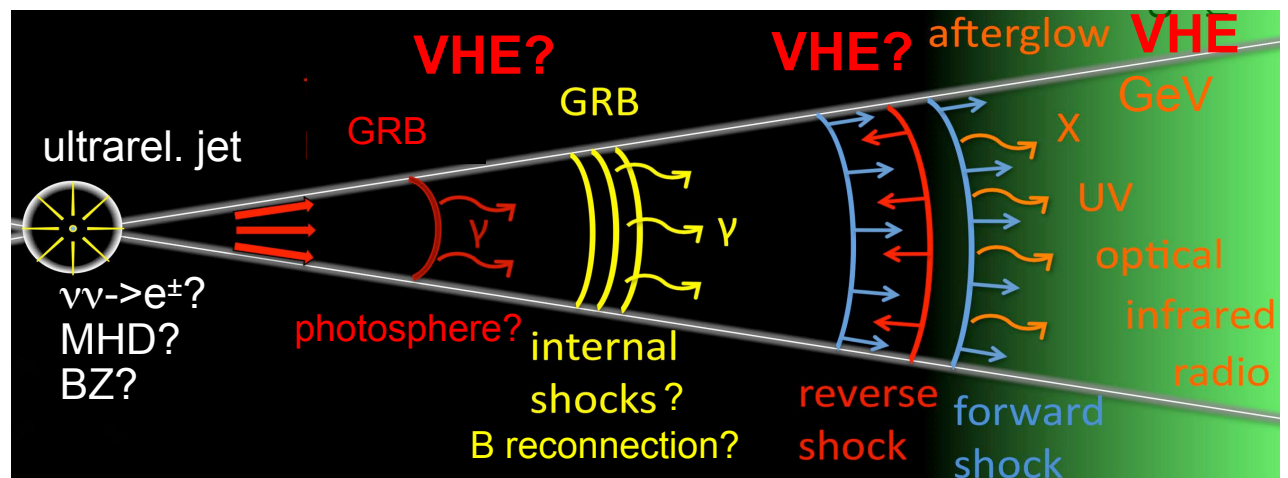 VHE?
VHE?
afterglow
VHE
GRB
GRB
GeV
X
ultrarel. jet
γ
γ
UV
optical
νν->e±?
MHD?
BZ?
photosphere?
internal
shocks ?
B reconnection?
infrared
radio
reverse
shock
forward
shock